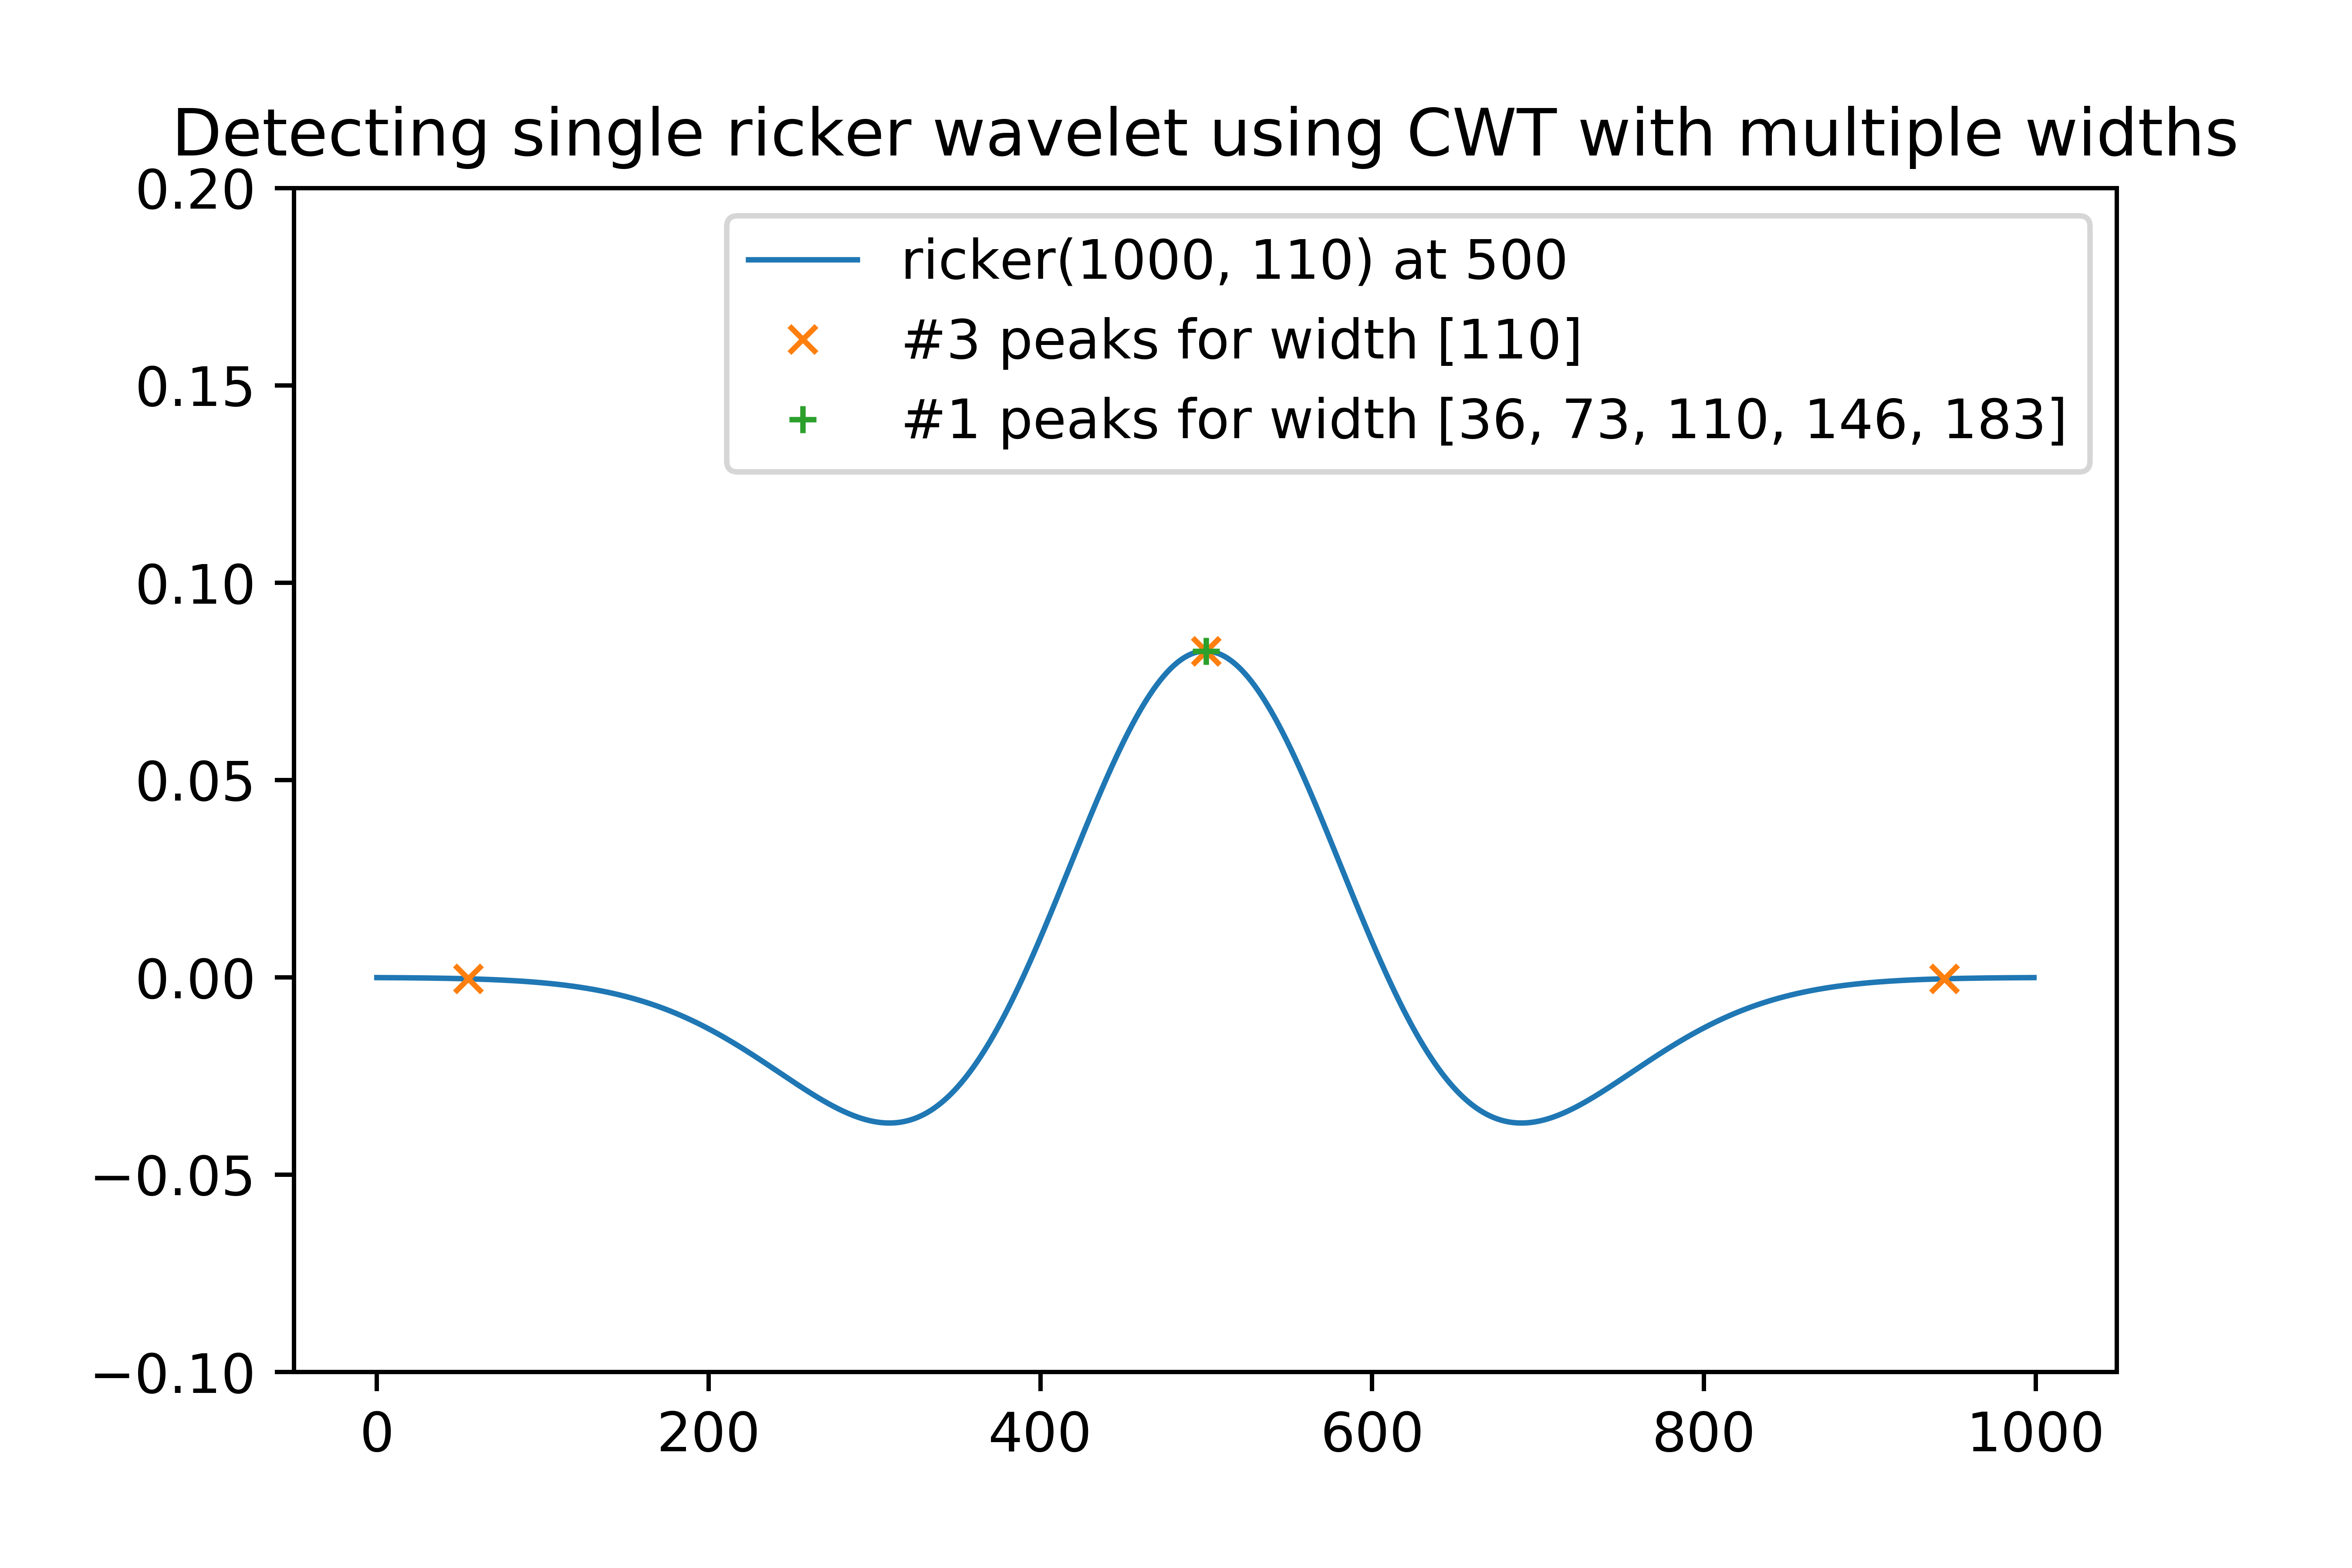 Detecting single ricker wavelet using CWT with multiple widths
0.20
ricker(1000, 110) at 500
#3 peaks for width [110]
0.15
#1 peaks for width [36, 73, 110, 146, 183]
0.10
0.05
0.00
−0.05
−0.10
0 200 400 600 800 1000